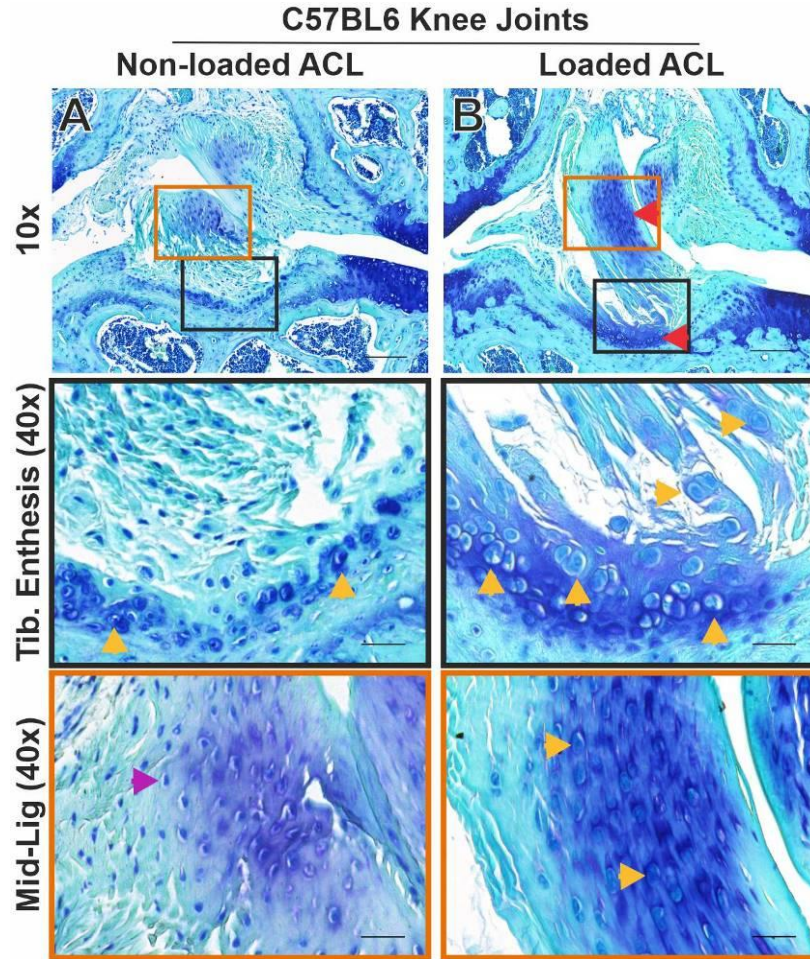 C57BL6 Knee Joints
Non-loaded ACL Loaded ACL
10x
A B
Tib. Enthesis (40x)
Mid-Lig (40x)